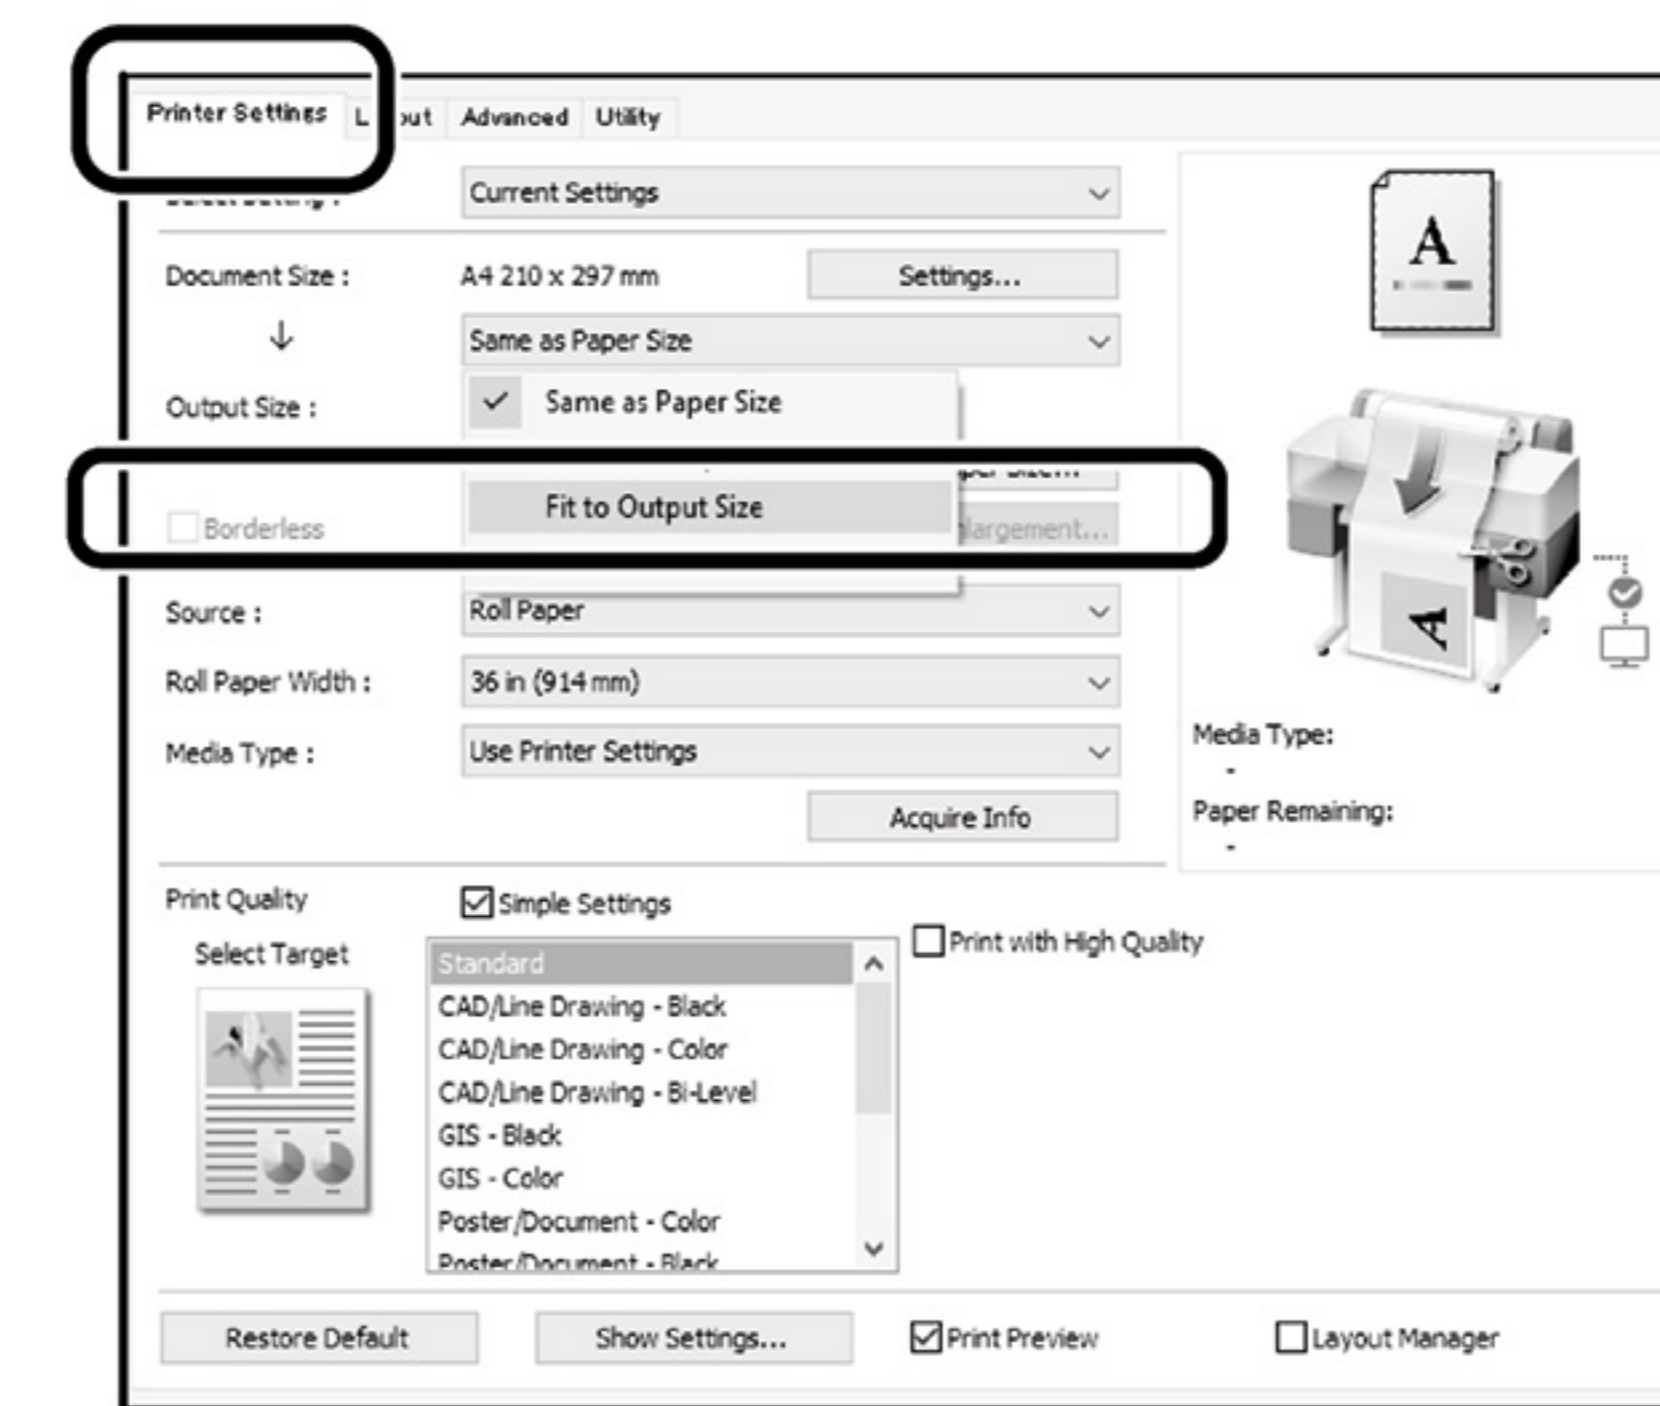 Printer Settings
Advanced
Utility
Current Settings
Document Size :
A4 210 x 297 mm
Settings...
↓
Same as Paper Size
Output Size :
Same as Paper Size
Fit to Output Size
Borderless
Source :
Roll Paper
Roll Paper Width :
36 in (914 mm)
Media Type :
Use Printer Settings
Acquire Info
A
A
Media Type:
-
Paper Remaining:
-
Print Quality
Simple Settings
Select Target
Print with High Quality
Standard
CAD/Line Drawing - Black
CAD/Line Drawing - Color
CAD/Line Drawing - Bi-Level
GIS - Black
GIS - Color
Poster/Document - Color
Poster/Document - Black
Restore Default
Show Settings...
Print Preview
Layout Manager